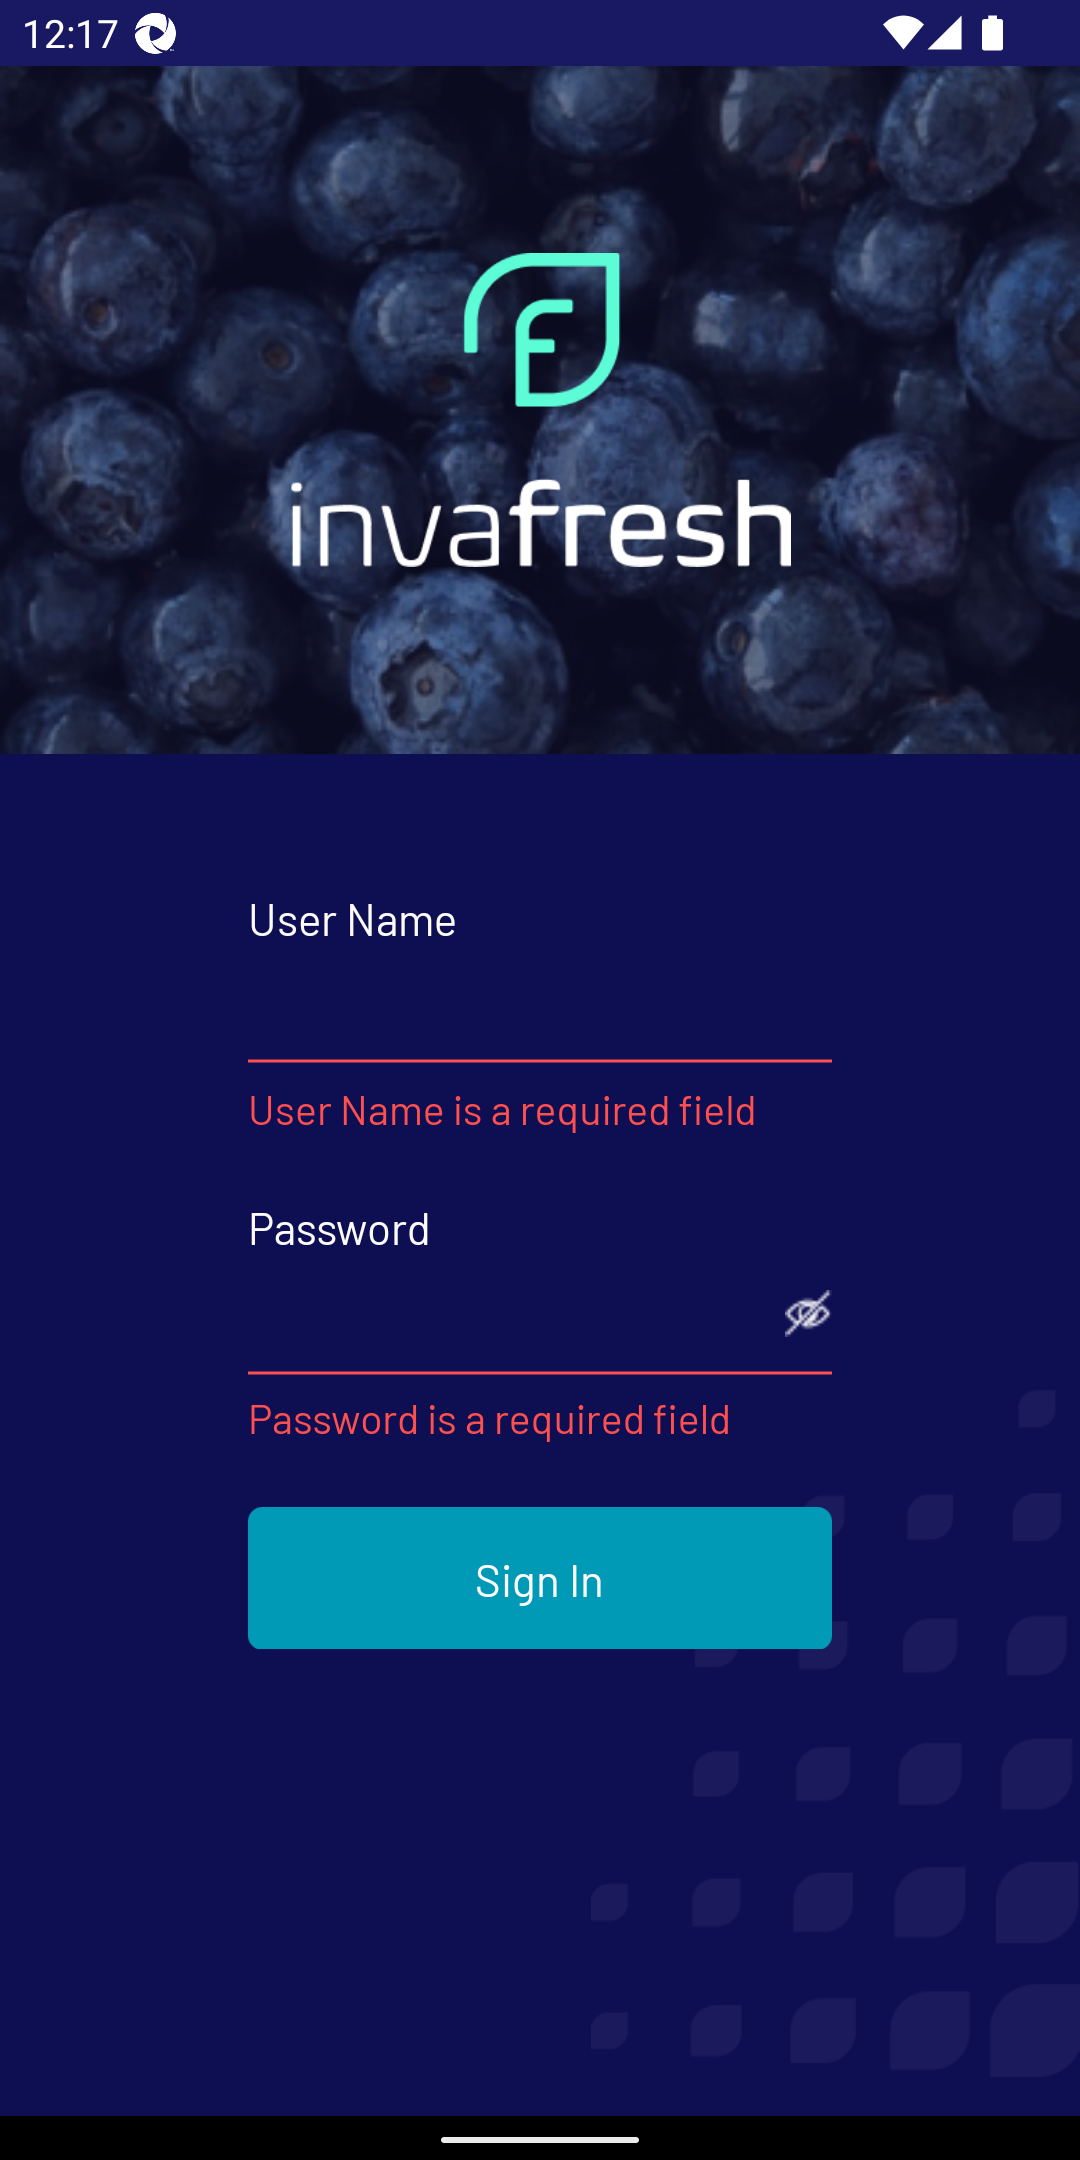 12:17
invafresh
User Name
User Name is a required field
Password
Password is a required field
Sign In